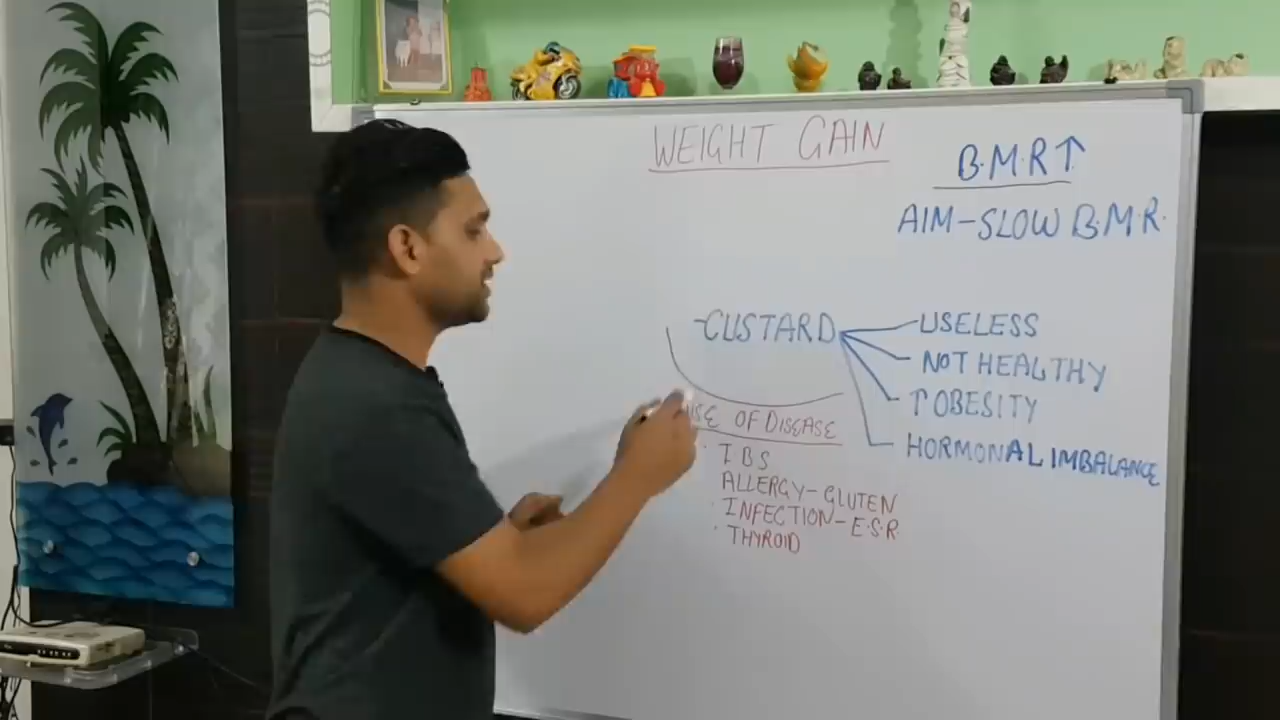 WEIGHT GAIN
B.M.R↑
AIM-SLOW B.M.R.
-CUSTARD
USELESS
NOT HEALTHY
↑OBESITY
HORMONAL IMBALANCE
OF DISEASE
· IBS
ALLERGY-GLUTEN
· INFECTION-E.S.R.
· THYROID